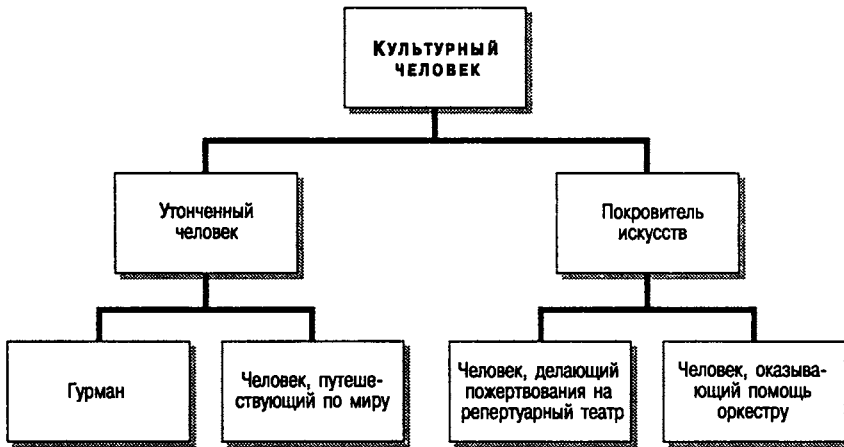 КУЛЬТУРНЫЙ
ЧЕЛОВЕК
Утонченный
человек
Покровитель
искусств
Гурман
Человек, путеше-
ствующий по миру
Человек, делающий
пожертвования на
репертуарный театр
Человек, оказыва-
ющий помощь
оркестру